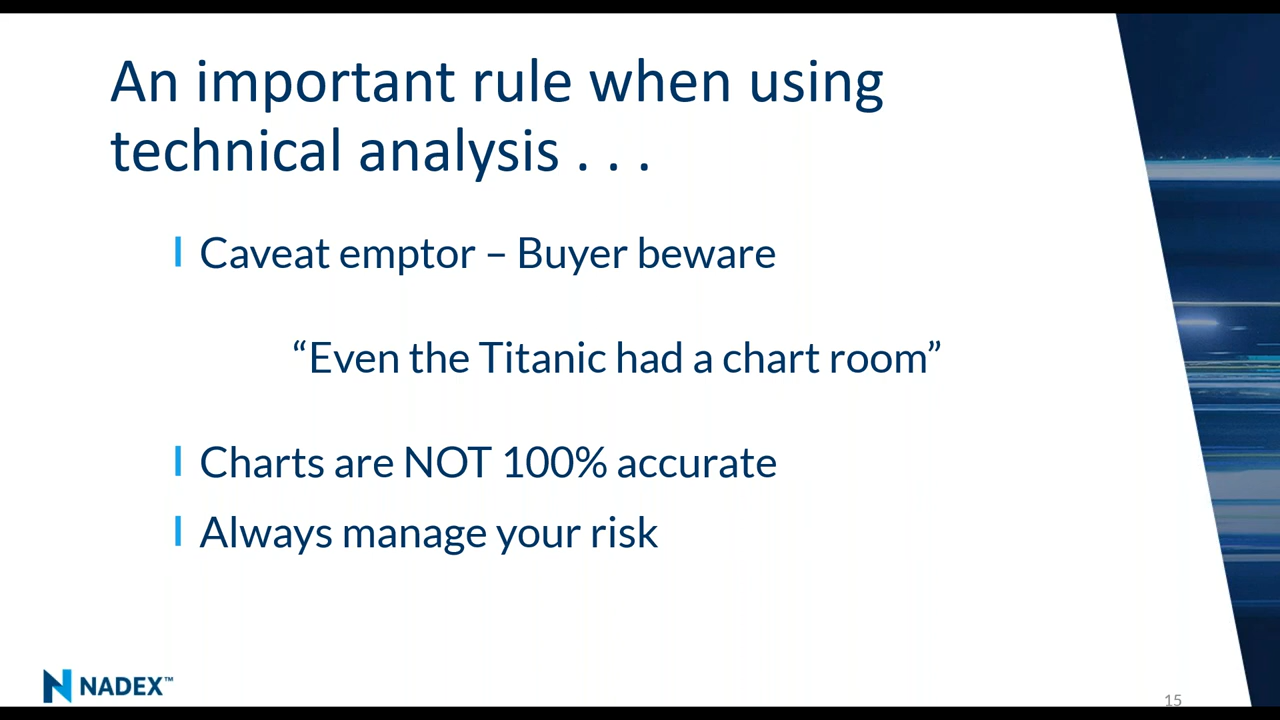 An important rule when using
technical analysis . . .
Caveat emptor – Buyer beware
“Even the Titanic had a chart room”
Charts are NOT 100% accurate
Always manage your risk
NADEX™
15